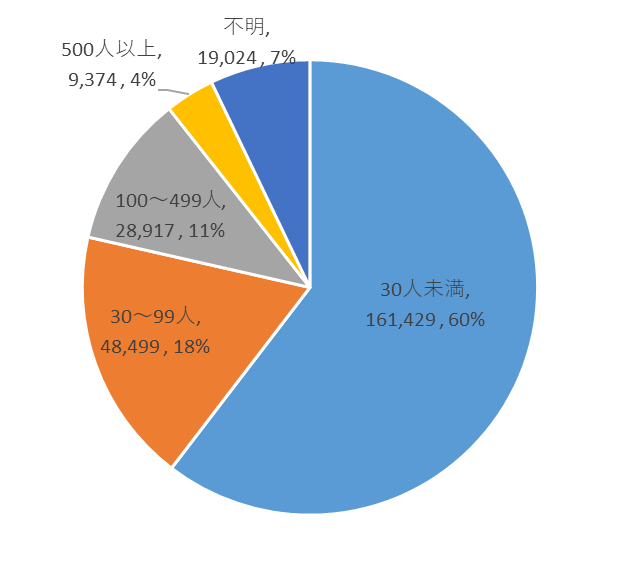 不明,
19,024 , 7%
500人以上,
9,374 , 4%
100～499人,
28,917 , 11%
30人未満,
161,429 , 60%
30～99人,
48,499 , 18%